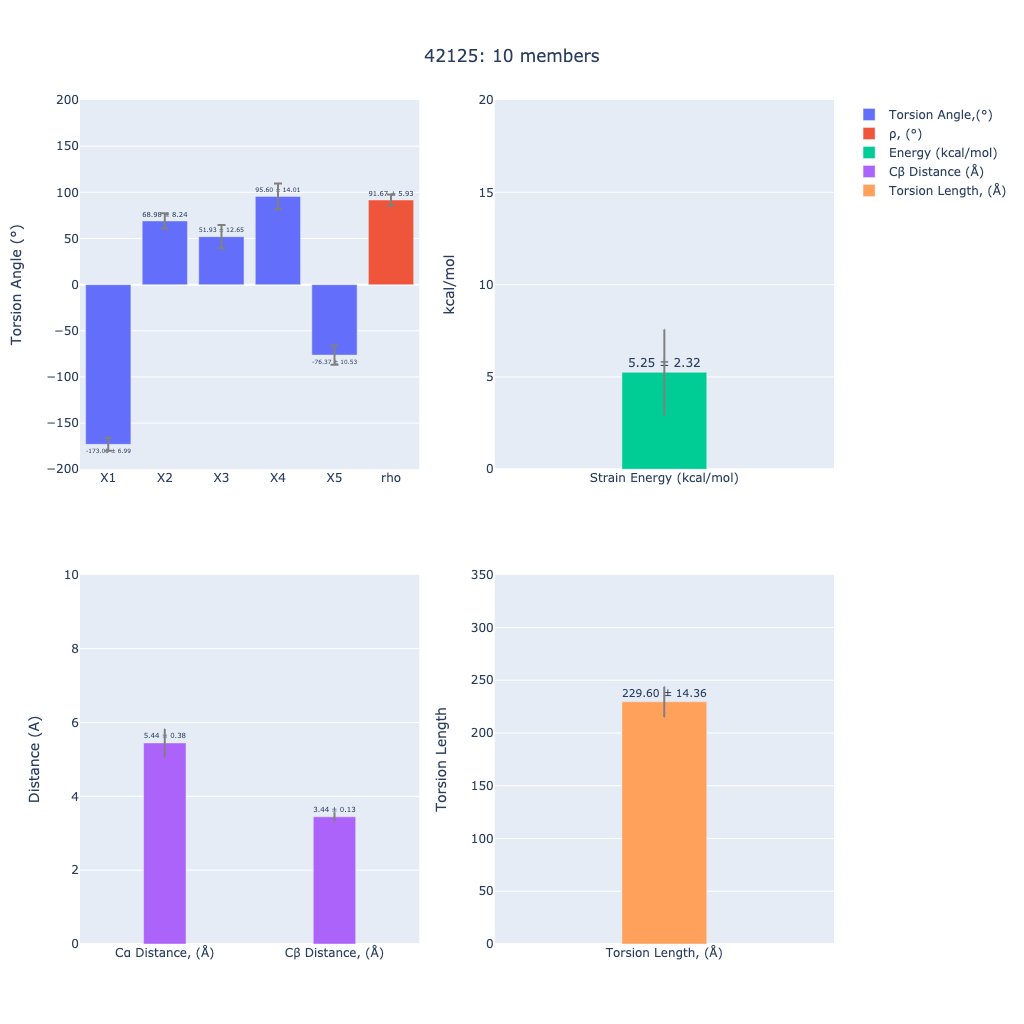 42125: 10 members
Torsion Angle (°)
200
150
100
50
0
−50
−100
−150
−200
68.98 ± 8.24
51.93 ± 12.65
95.60 ± 14.01
91.67 ± 5.93
-76.37 ± 10.53
X1
X2
X3
X4
X5
rho
kcal/mol
20
15
10
5
0
5.25 ± 2.32
Strain Energy (kcal/mol)
Torsion Angle,(°)
ρ, (°)
Energy (kcal/mol)
Cβ Distance (Å)
Torsion Length, (Å)
Distance (A)
10
8
6
4
2
0
5.44 ± 0.38
3.44 ± 0.13
Cα Distance, (Å)
Cβ Distance, (Å)
Torsion Length
350
300
250
200
150
100
50
0
229.60 ± 14.36
Torsion Length, (Å)